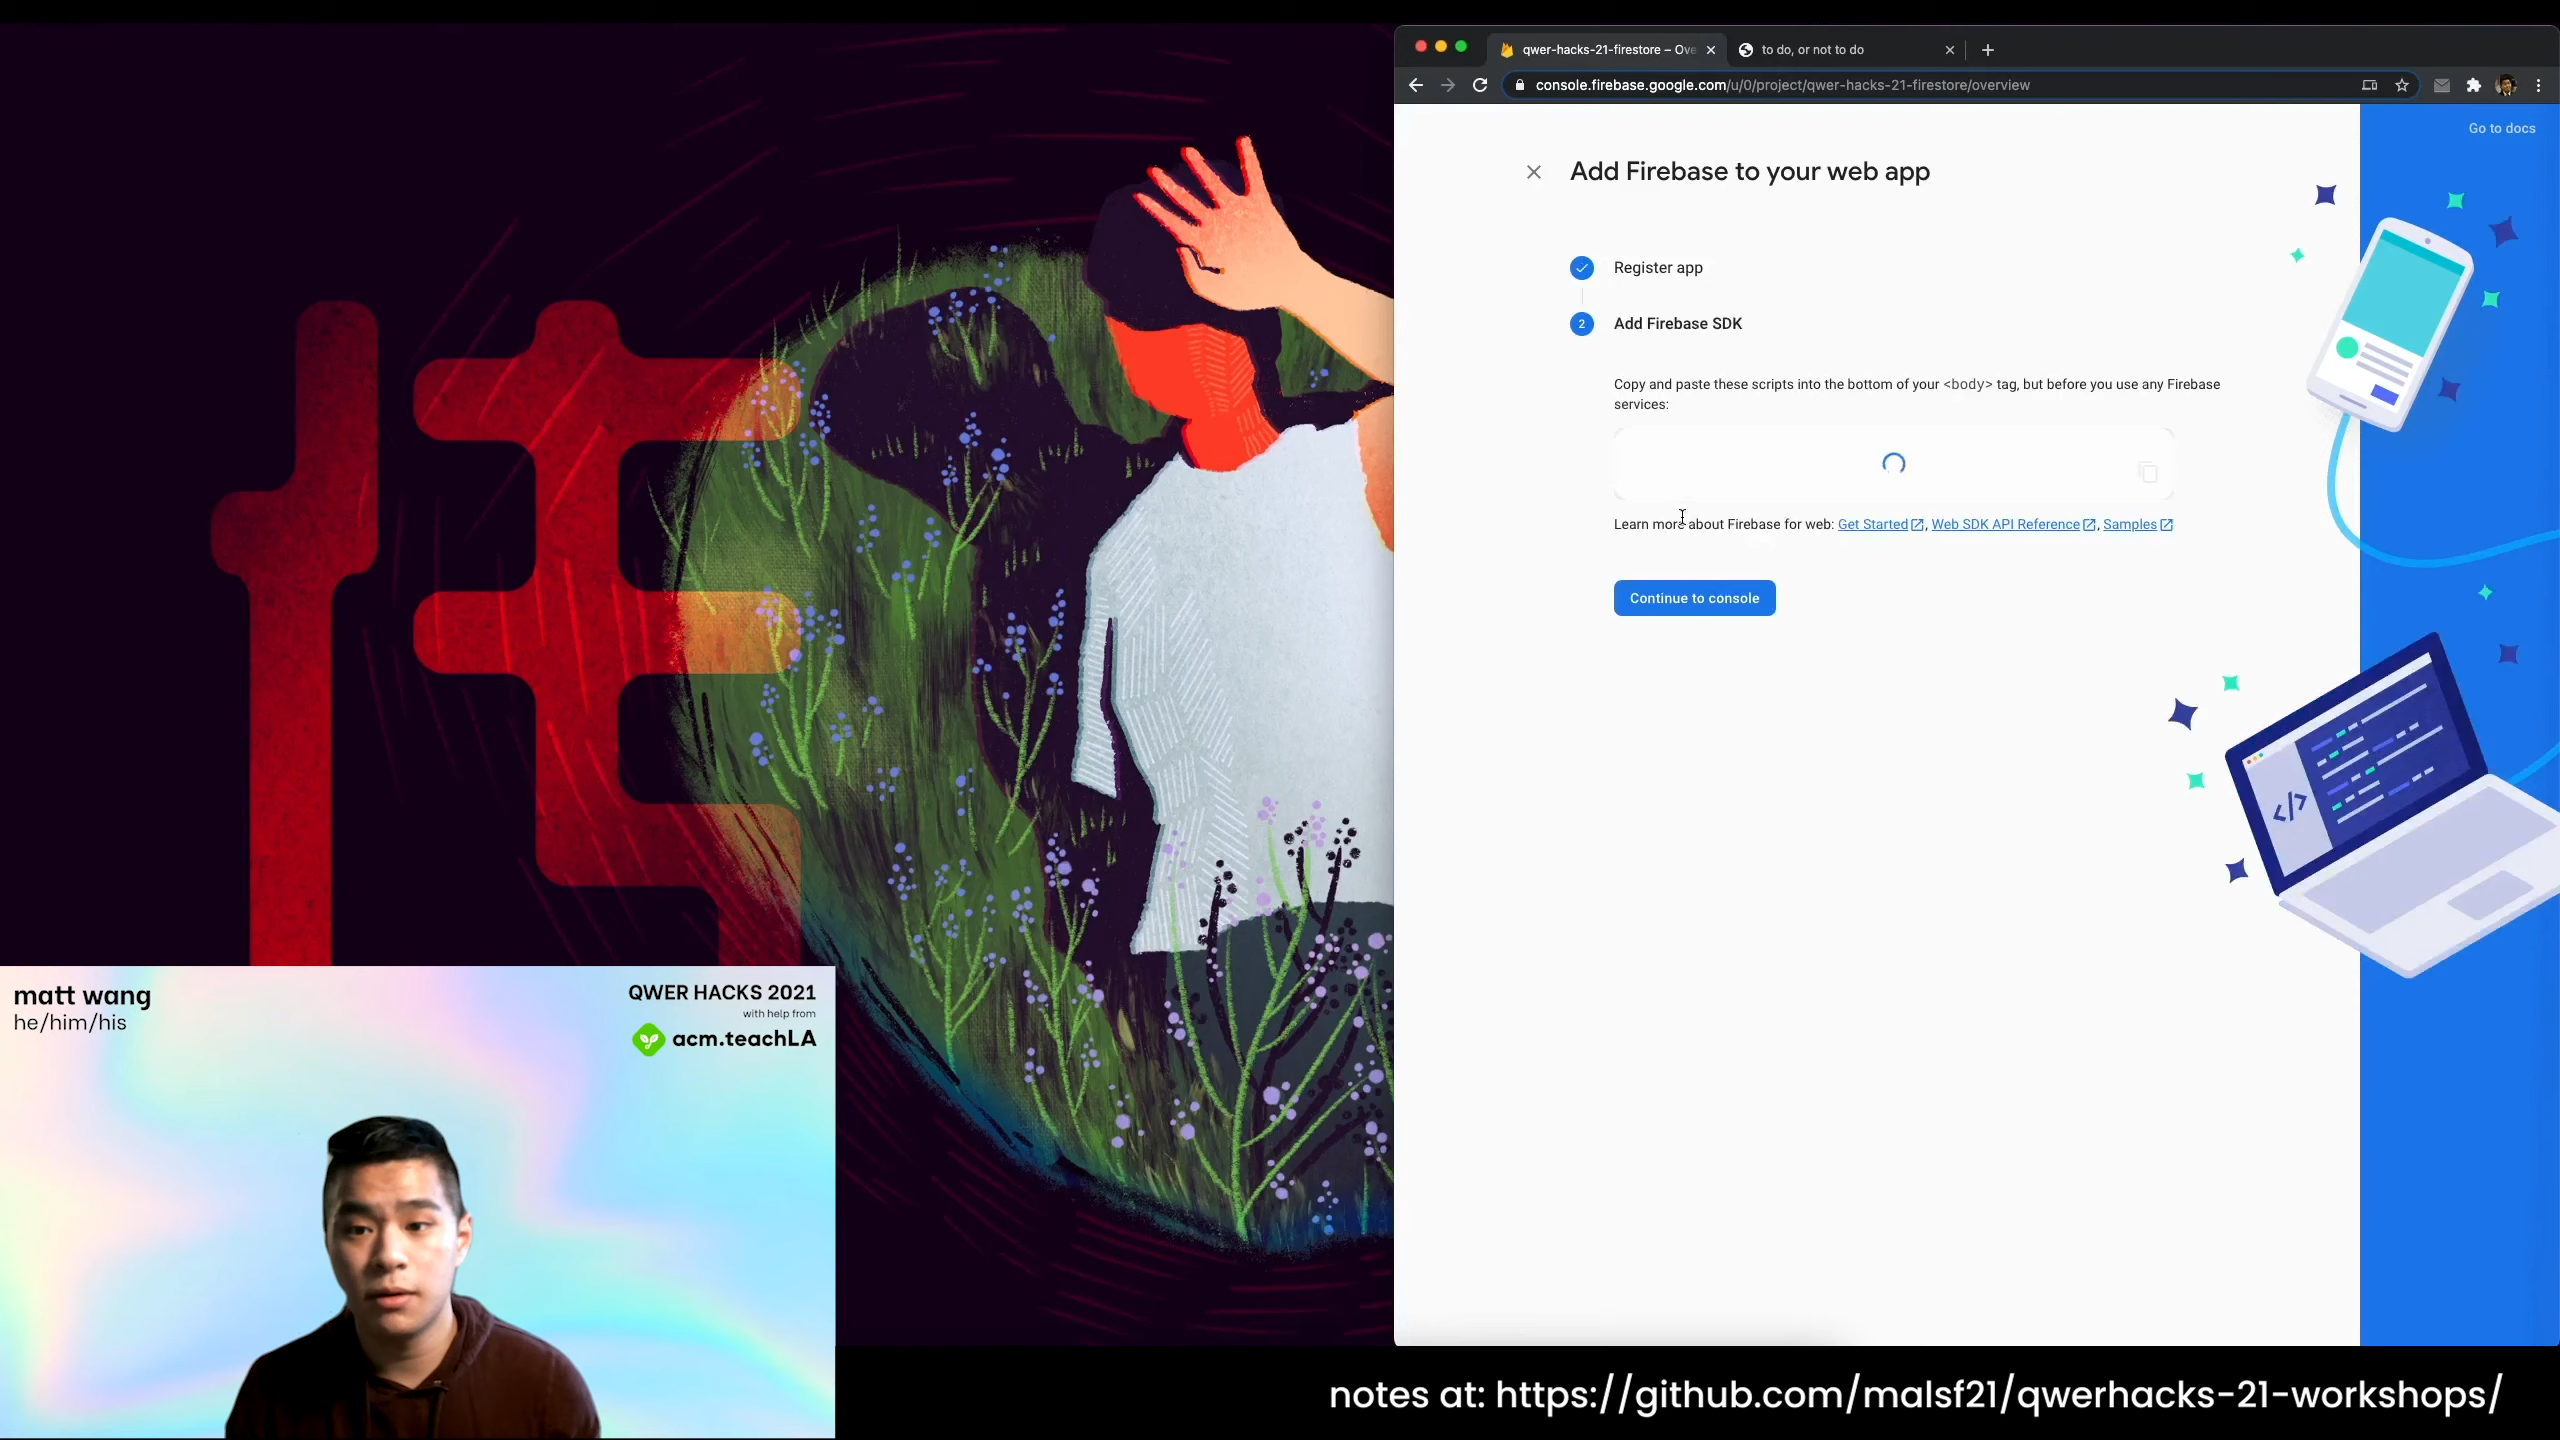 qwer-hacks-21-firestore – Ove
to do, or not to do
console.firebase.google.com/u/0/project/qwer-hacks-21-firestore/overview
Go to docs
Add Firebase to your web app
Register app
2
Add Firebase SDK
Copy and paste these scripts into the bottom of your <body> tag, but before you use any Firebase
services:
Learn more about Firebase for web: Get Started, Web SDK API Reference, Samples
Continue to console
</>
matt wang
he/him/his
QWER HACKS 2021
with help from
acm.teachLA
notes at: https://github.com/malsf21/qwerhacks-21-workshops/